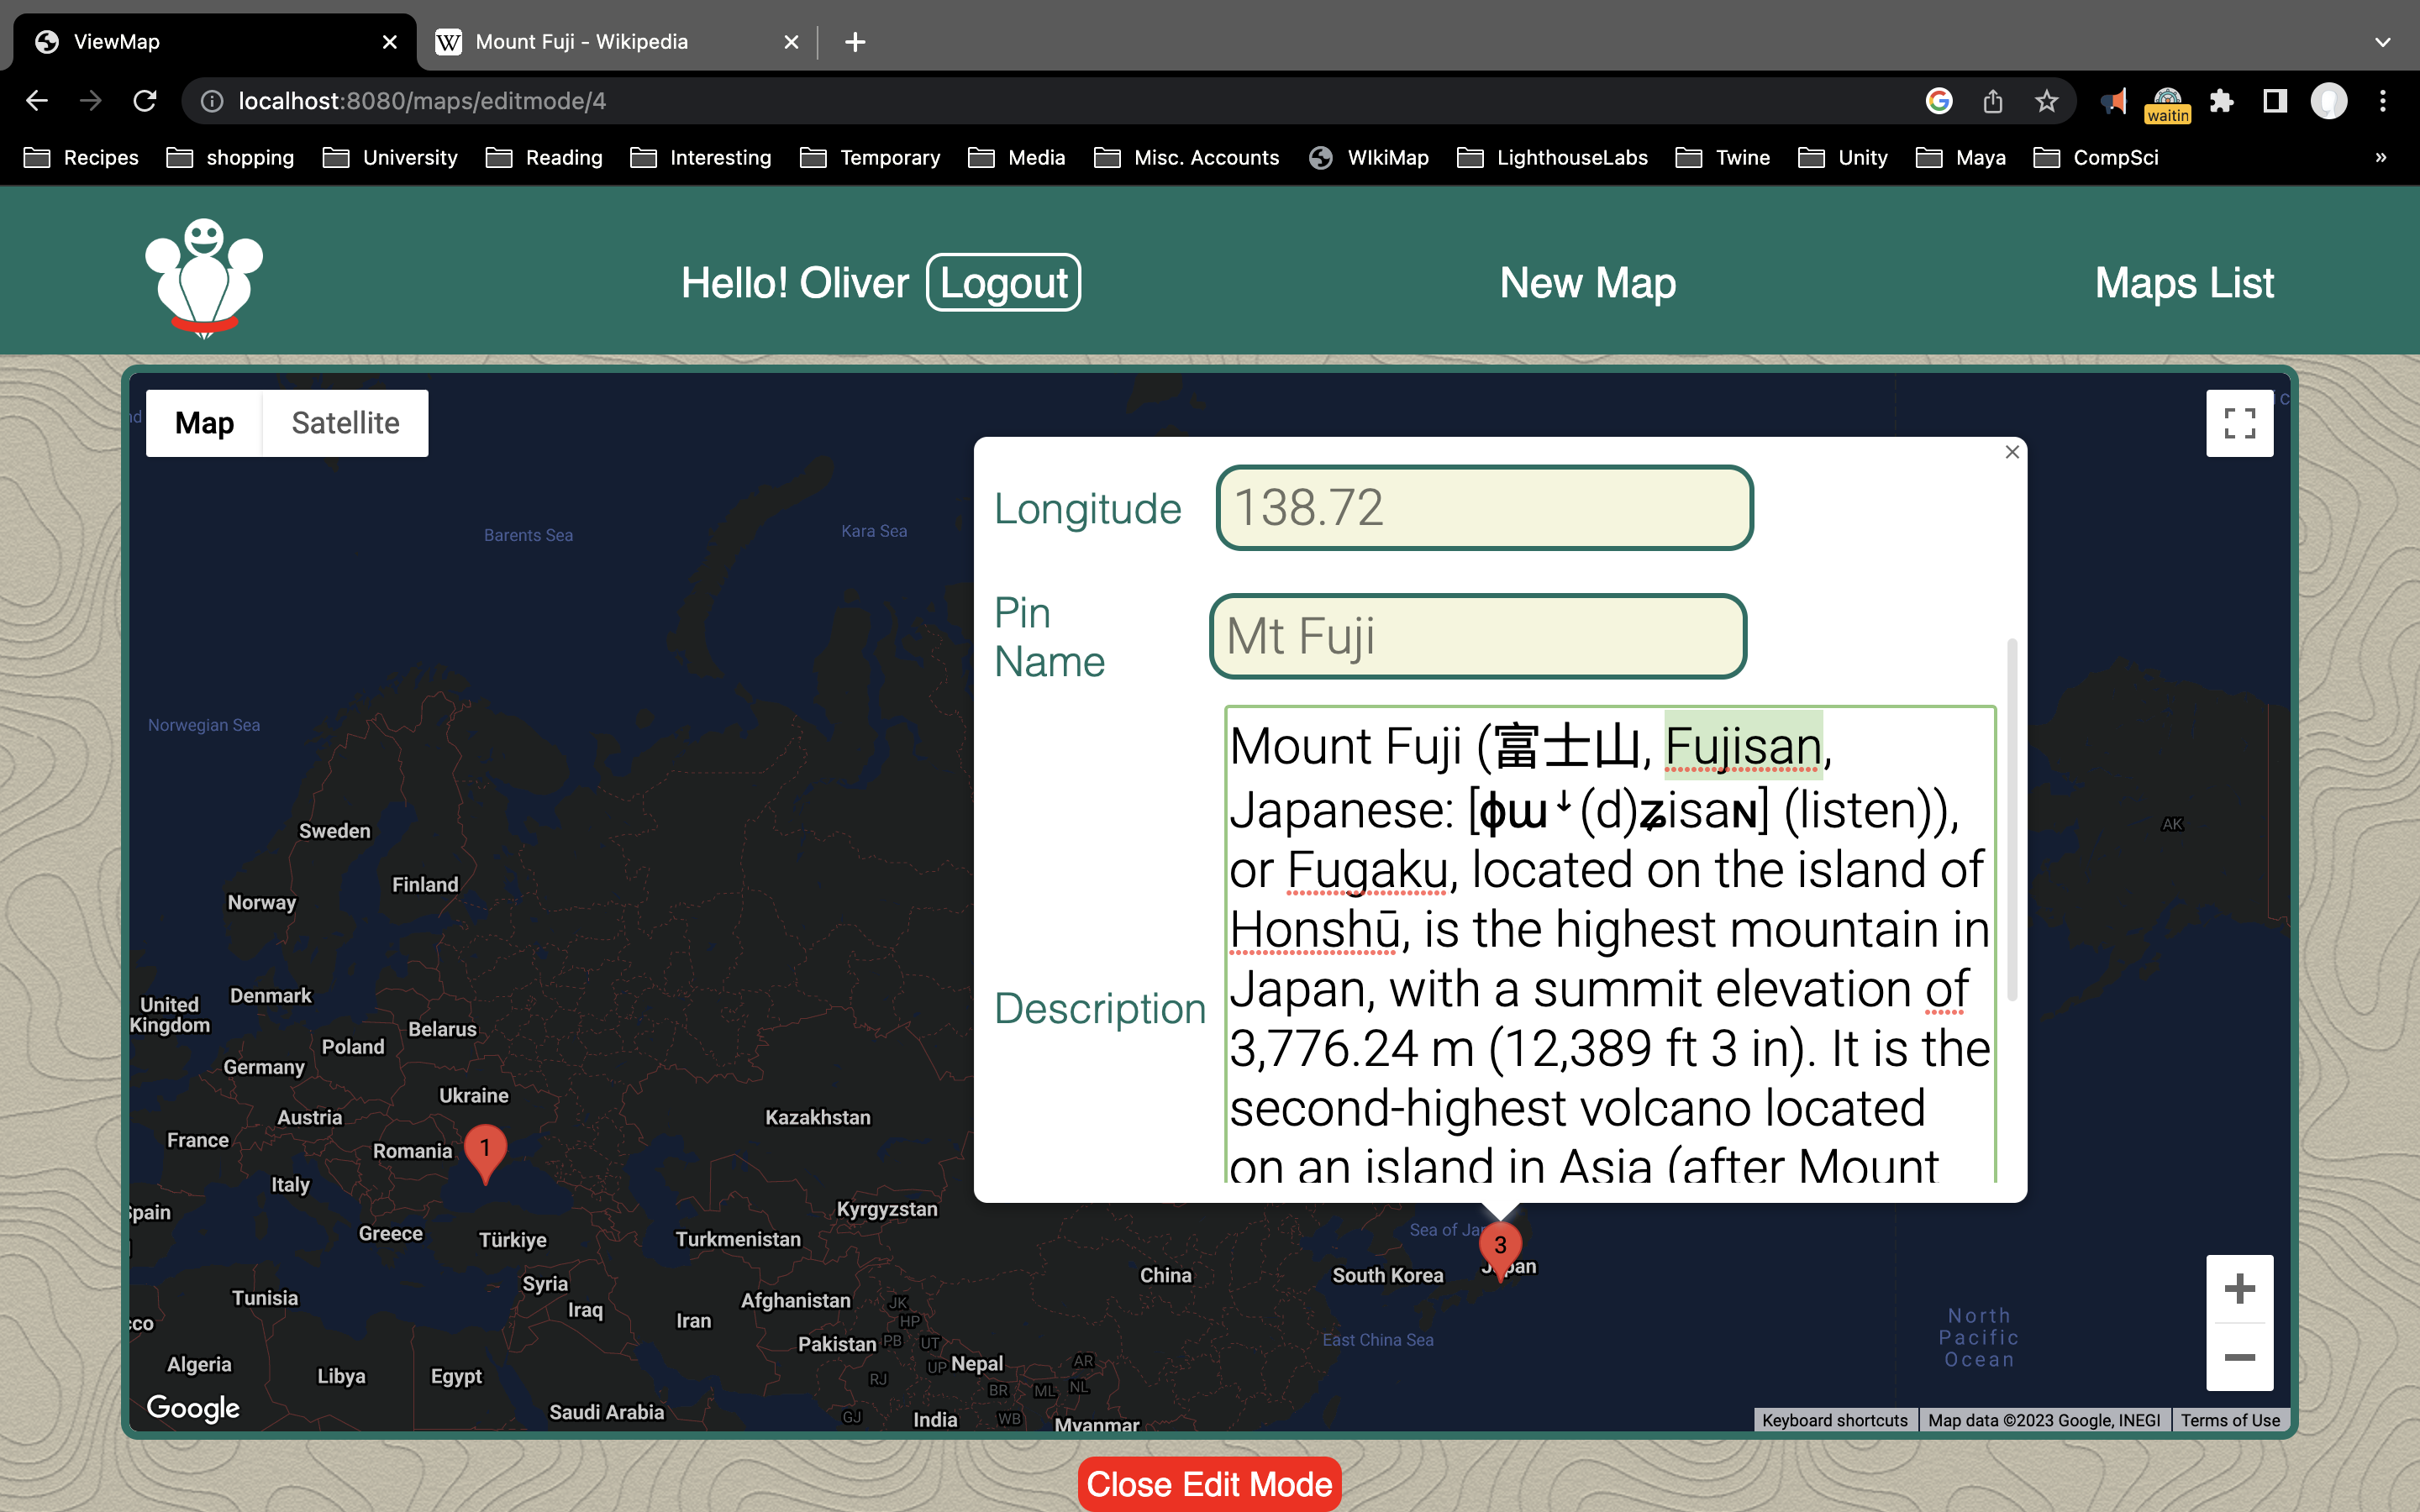 ViewMap
Mount Fuji - Wikipedia
localhost:8080/maps/editmode/4
waitin
Recipes
shopping
University
Reading
Interesting
Temporary
Media
Misc. Accounts
WIkiMap
LighthouseLabs
Twine
Unity
Maya
CompSci
»
Hello! Oliver
Logout
New Map
Maps List
Map
Satellite
Longitude
138.72
Pin
Name
Mt Fuji
Description
Mount Fuji (富士山, Fujisan,
Japanese: [ɸɯꜜ(d)ʑisaɴ] (listen)),
or Fugaku, located on the island of
Honshū, is the highest mountain in
Japan, with a summit elevation of
3,776.24 m (12,389 ft 3 in). It is the
second-highest volcano located
on an island in Asia (after Mount
Barents Sea
Kara Sea
Norwegian Sea
Sweden
Finland
Norway
AK
United
Kingdom
Denmark
Belarus
Poland
Germany
Ukraine
Austria
Kazakhstan
France
Romania
1
Italy
Spain
Kyrgyzstan
Greece
Türkiye
Turkmenistan
Sea of Jap
3
Japan
South Korea
China
Syria
Tunisia
Iraq
Afghanistan
JK
HP
Iran
cco
Pakistan
PB
UT
East China Sea
North
Pacific
Ocean
Algeria
Libya
Egypt
UP
Nepal
AR
RJ
BR
ML
NL
Saudi Arabia
GJ
India
WB
Myanmar
Google
Keyboard shortcuts
Map data ©2023 Google, INEGI
Terms of Use
Close Edit Mode